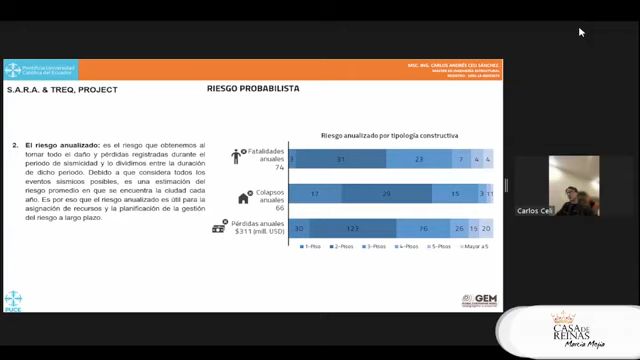 Pontificia Universidad
Católica del Ecuador
MSC. ING. CARLOS ANDRÉS CELI SÁNCHEZ
S.A.R.A. & TREQ, PROJECT
RIESGO PROBABILISTA
2. El riesgo anualizado: es el riesgo que obtenemos al
tomar todo el daño y pérdidas registradas durante el
periodo de sismicidad y lo dividimos entre la duración
de dicho periodo. Debido a que considera todos los
eventos sísmicos posibles, es una estimación del
riesgo promedio en que se encuentra la ciudad cada
año. Es por eso que el riesgo anualizado es útil para la
asignación de recursos y la planificación de la gestión
del riesgo a largo plazo.
Riesgo anualizado por tipología constructiva
Fatalidades
anuales
74
3 31 23 7 4 4
Colapsos
anuales
66
17 29 15 3 1 1
Pérdidas anuales
$311 (mill. USD)
30 123 76 26 15 20
1-Piso 2-Pisos 3-Pisos 4-Pisos 5-Pisos Mayor a 5
Carlos Celi
PUCE
GEM
CASA DE
REINAS
Marcia Mejía